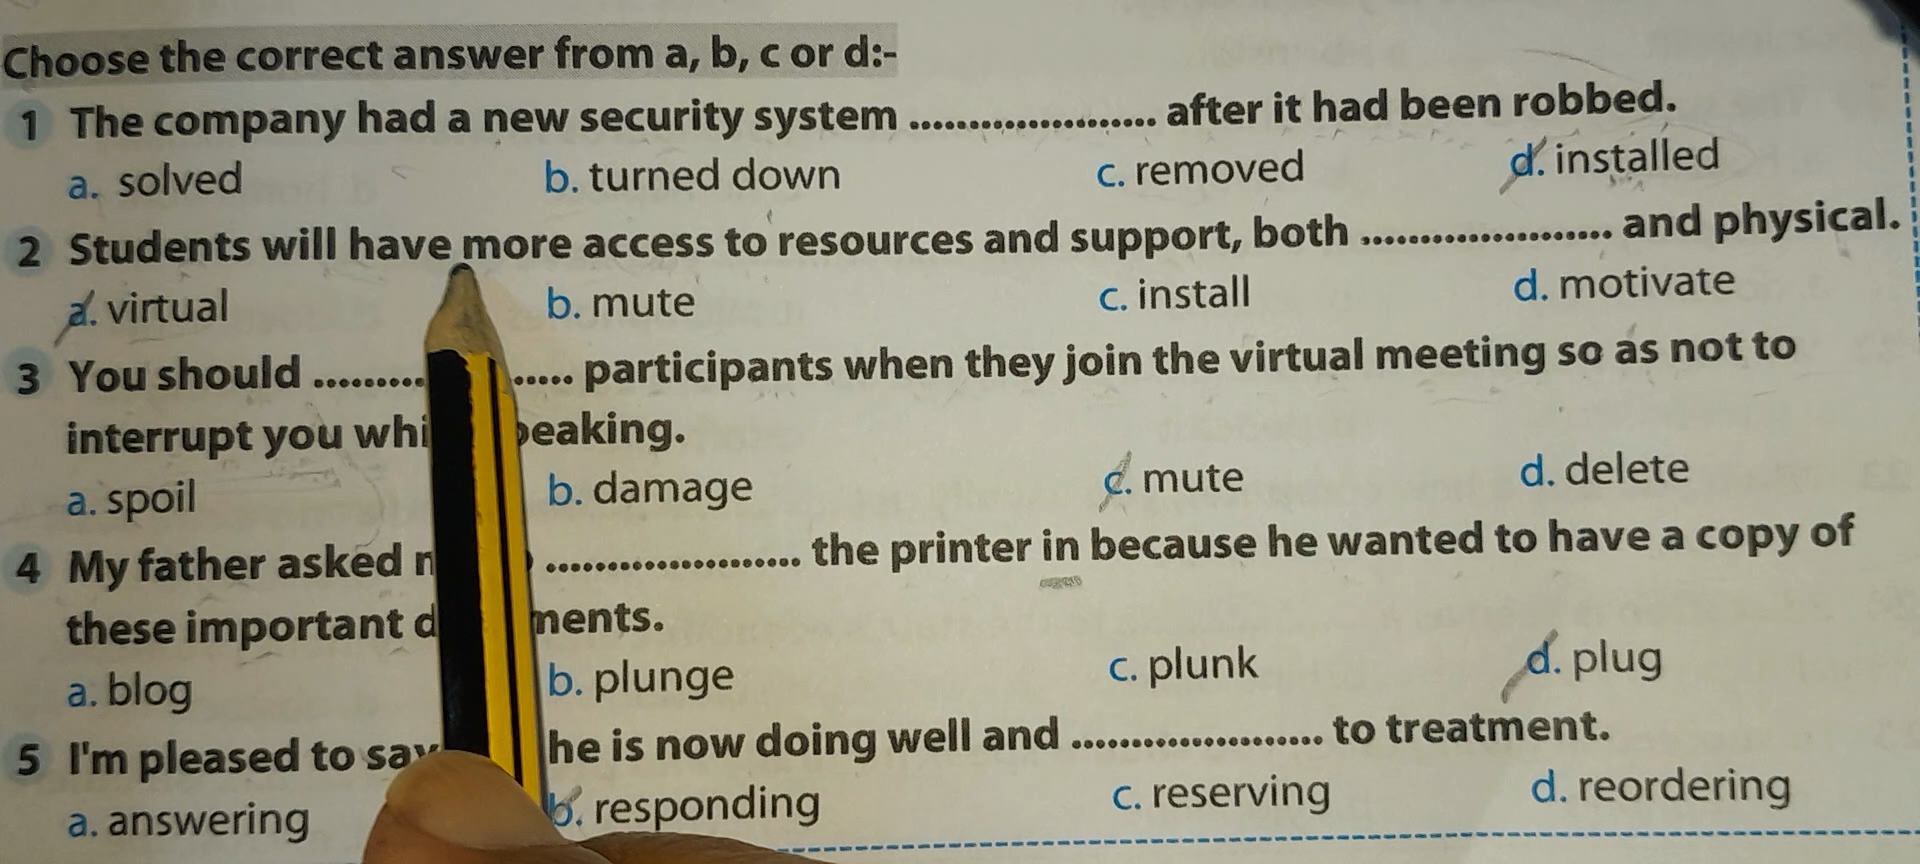 Choose the correct answer from a, b, c or d:-
1 The company had a new security system ..................... after it had been robbed.
a. solved b. turned down c. removed d. installed
2 Students will have more access to resources and support, both ..................... and physical.
a. virtual b. mute c. install d. motivate
3 You should ......... ..... participants when they join the virtual meeting so as not to
interrupt you speaking.
a. spoil b. damage c. mute d. delete
4 My father asked ..................... the printer in because he wanted to have a copy of
these important
a. blog b. plunge c. plunk d. plug
5 I'm pleased to say he is now doing well and ..................... to treatment.
a. answering b. responding c. reserving d. reordering